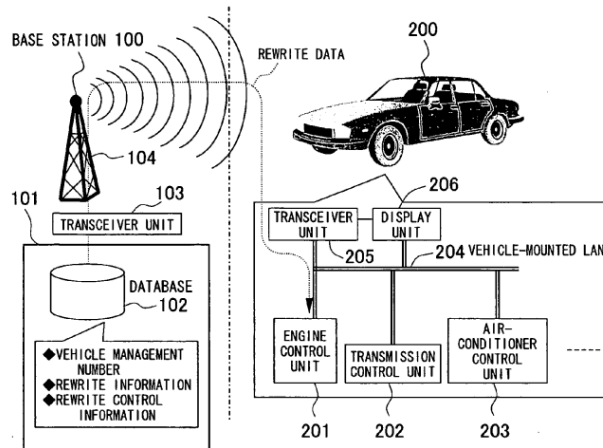 BASE STATION 100
200
REWRITE DATA
104
101
103
TRANSCEIVER UNIT
DATABASE
102
◆VEHICLE MANAGEMENT
NUMBER
◆REWRITE INFORMATION
◆REWRITE CONTROL
INFORMATION
206
TRANSCEIVER
UNIT
DISPLAY
UNIT
205
204
VEHICLE-MOUNTED LAN
ENGINE
CONTROL
UNIT
TRANSMISSION
CONTROL UNIT
AIR-
CONDITIONER
CONTROL
UNIT
201
202
203